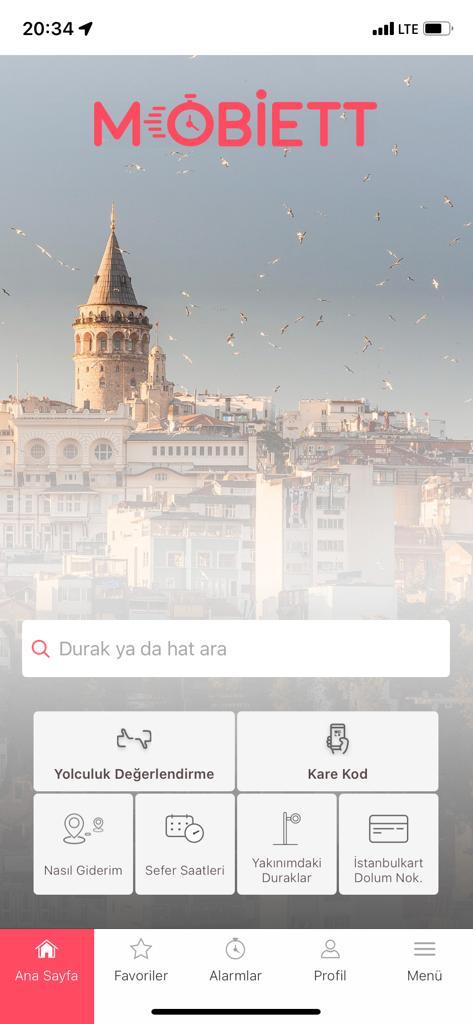 20:34
LTE
MOBİETT
Durak ya da hat ara
Yolculuk Değerlendirme
Kare Kod
Nasıl Giderim
Sefer Saatleri
Yakınımdaki
Duraklar
İstanbulkart
Dolum Nok.
Ana Sayfa
Favoriler
Alarmlar
Profil
Menü